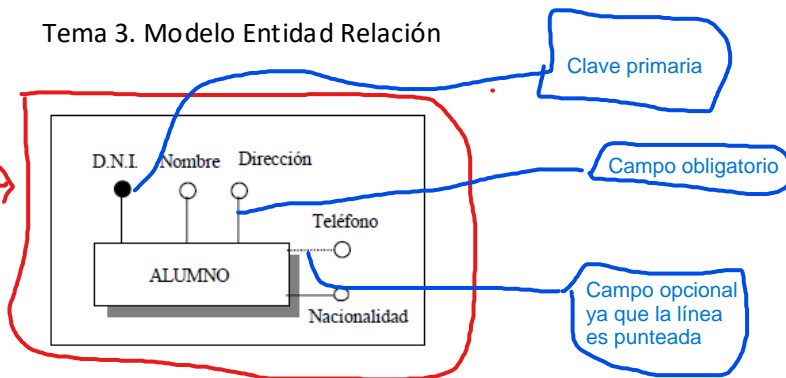 Tema 3. Modelo Entidad Relación
Clave primaria
D.N.I. Nombre Dirección
Campo obligatorio
Teléfono
ALUMNO
Nacionalidad
Campo opcional
ya que la línea
es punteada